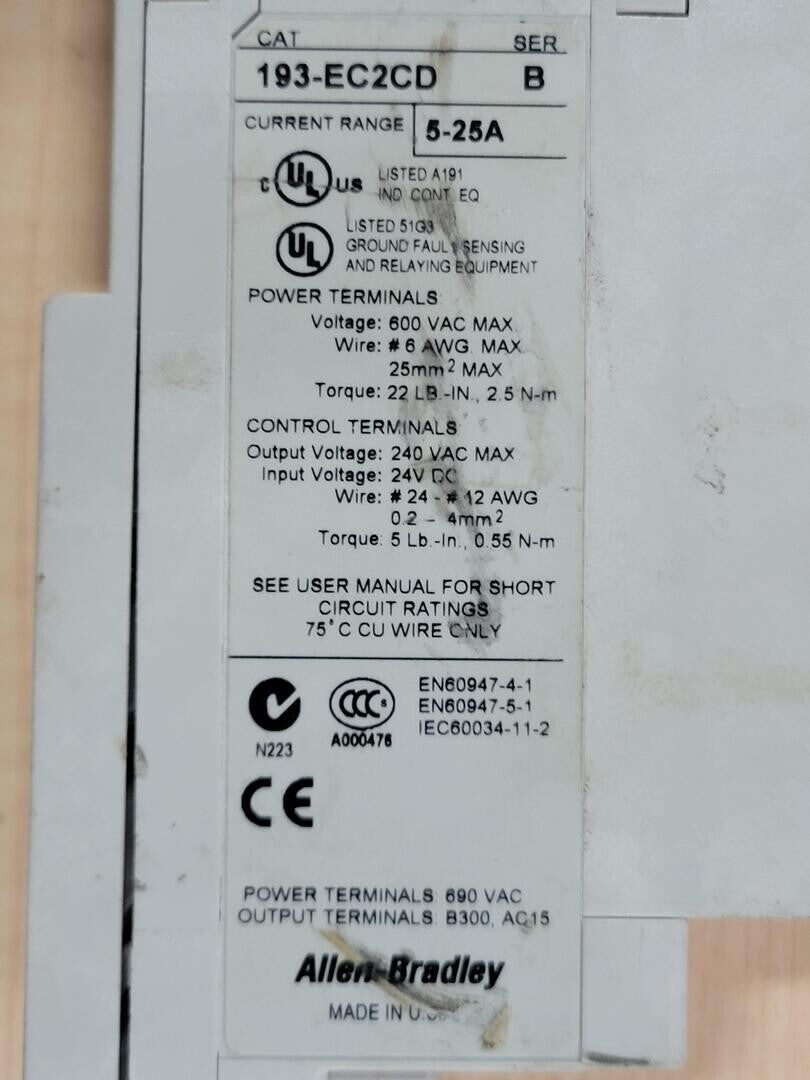 CAT SER
193-EC2CD B
CURRENT RANGE 5-25A
C UL US LISTED A191
IND. CONT. EQ
UL LISTED 51G3
GROUND FAULT SENSING
AND RELAYING EQUIPMENT
POWER TERMINALS
Voltage: 600 VAC MAX.
Wire: # 6 AWG. MAX.
25mm² MAX
Torque: 22 LB.-IN., 2.5 N-m
CONTROL TERMINALS
Output Voltage: 240 VAC MAX
Input Voltage: 24V DC
Wire: # 24 - # 12 AWG
0.2 - 4mm²
Torque: 5 Lb.-In., 0.55 N-m
SEE USER MANUAL FOR SHORT
CIRCUIT RATINGS
75°C CU WIRE ONLY
N223
CCC S
A000476
EN60947-4-1
EN60947-5-1
IEC60034-11-2
CE
POWER TERMINALS: 690 VAC
OUTPUT TERMINALS: B300, AC15
Allen-Bradley
MADE IN